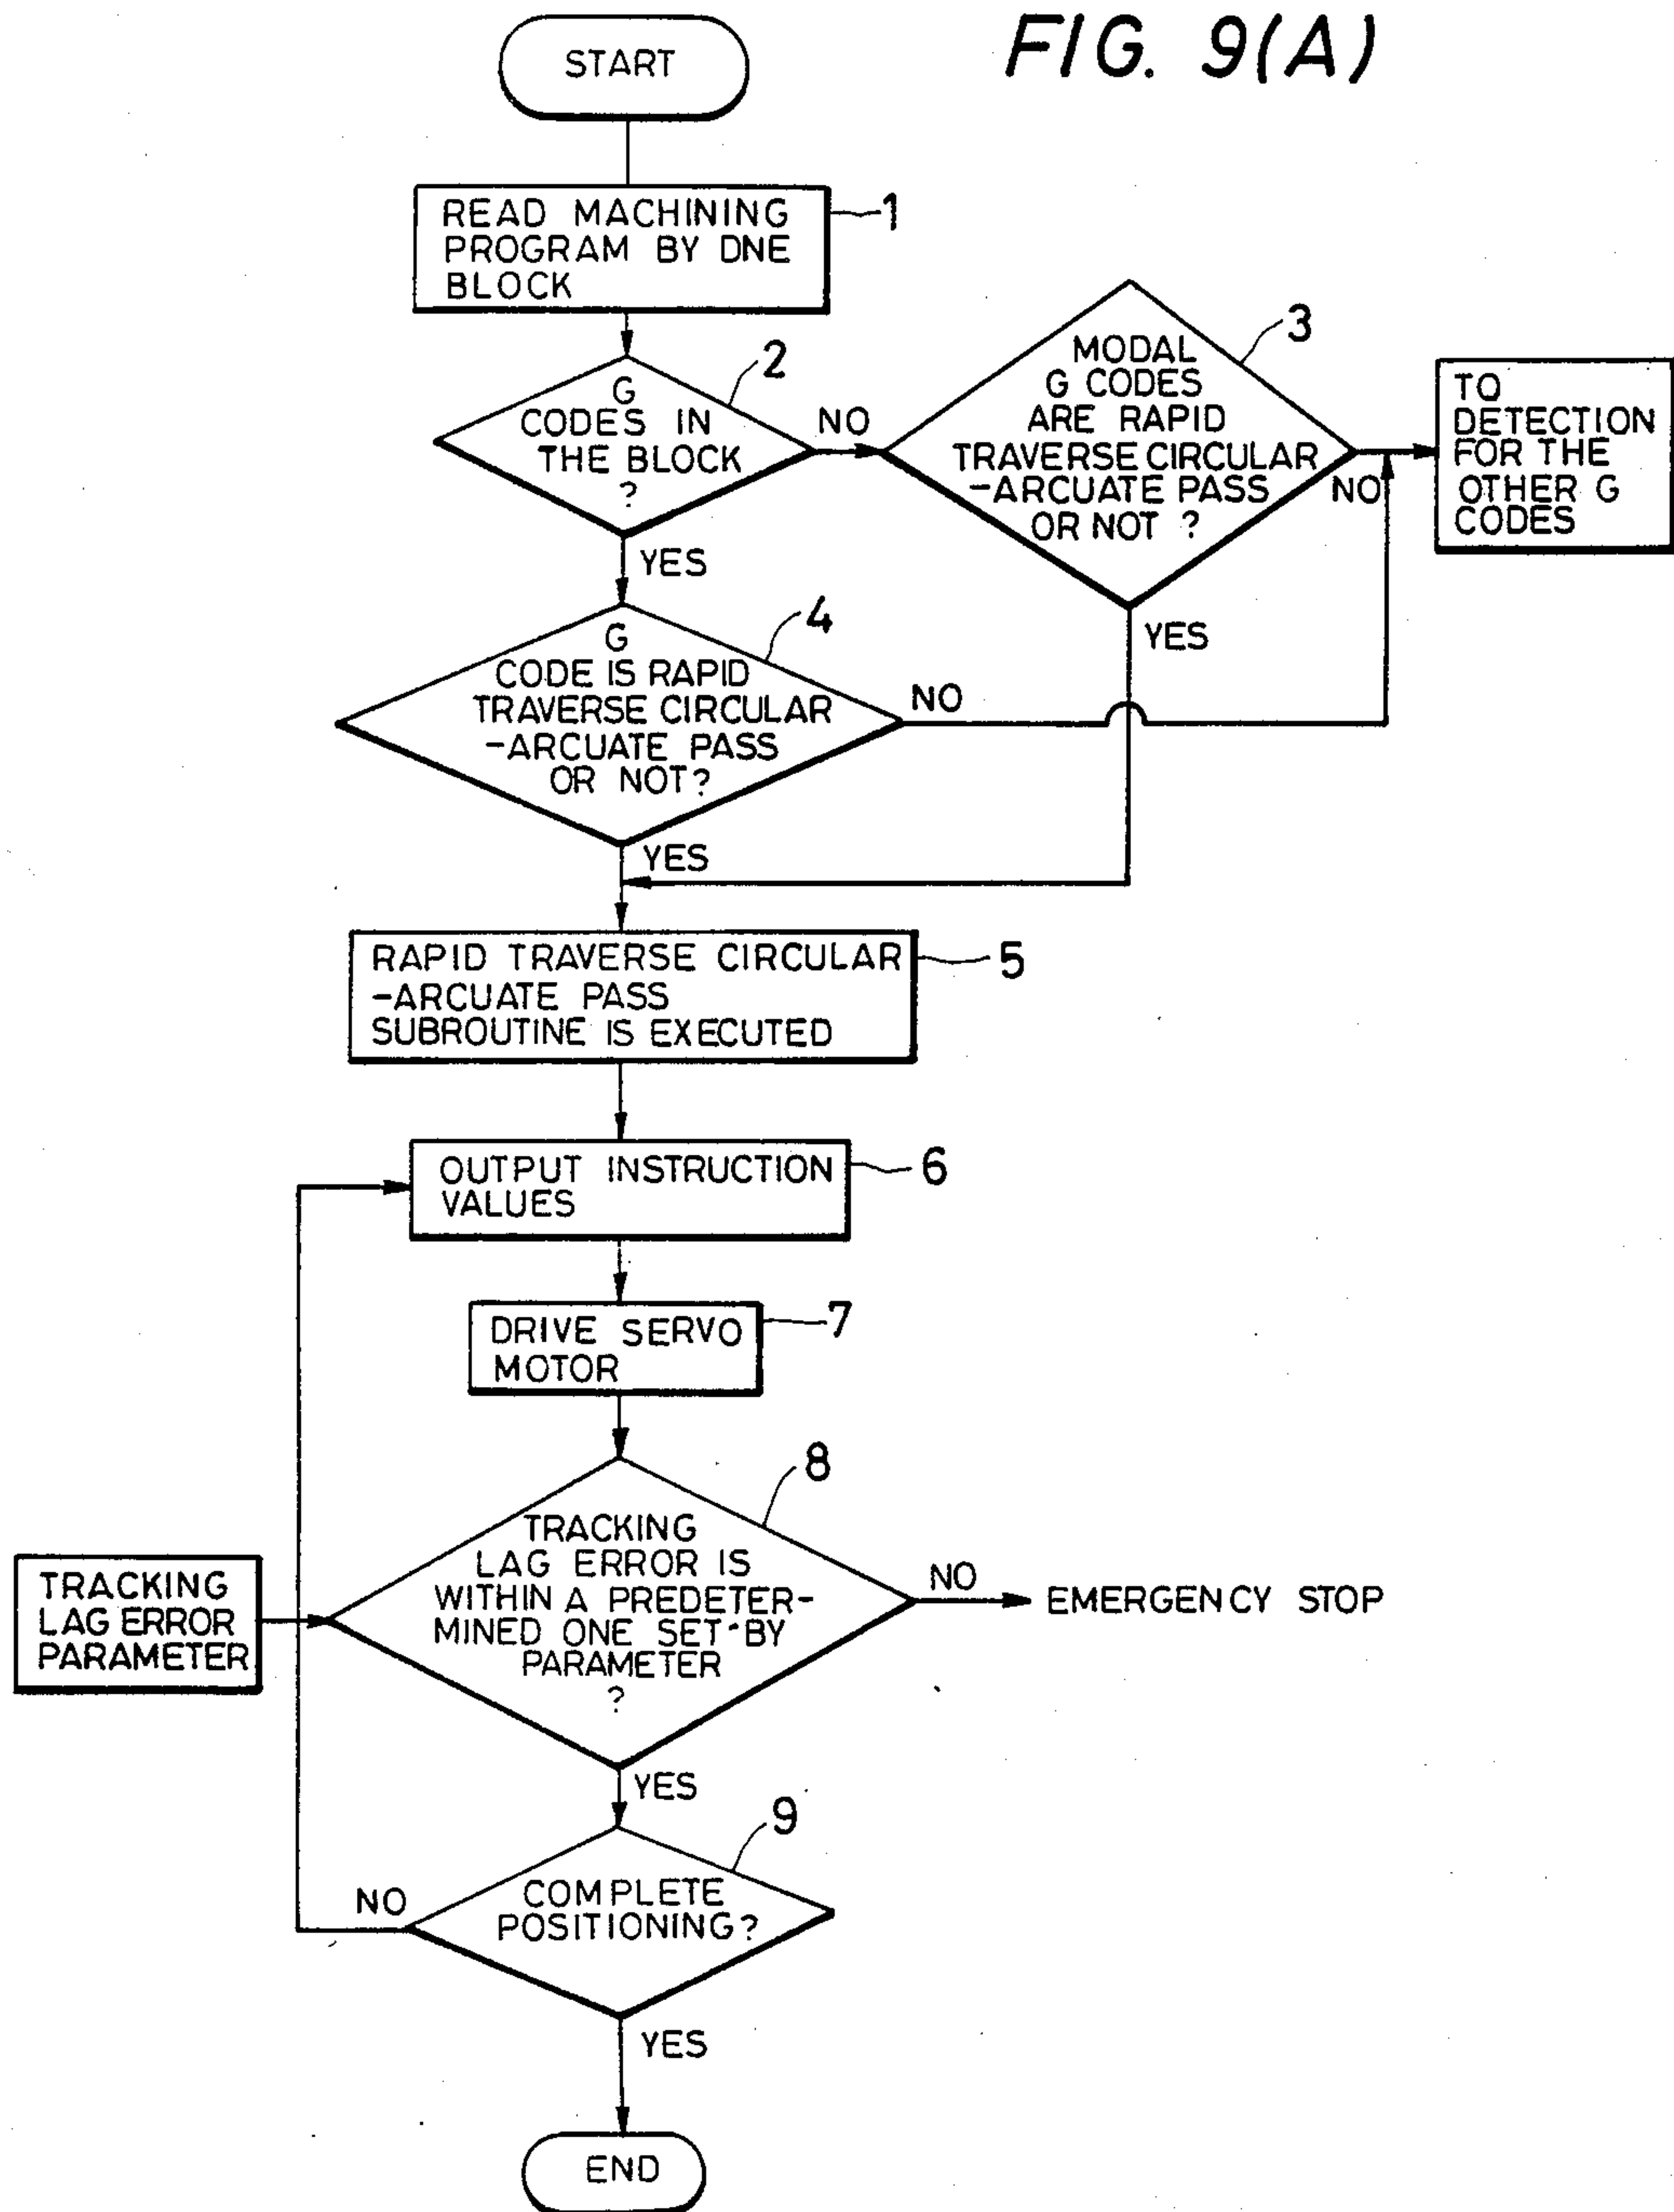 FIG. 9(A)
START
READ MACHINING
PROGRAM BY DNE
BLOCK
1
G
CODES IN
THE BLOCK
?
2
NO
YES
MODAL
G CODES
ARE RAPID
TRAVERSE CIRCULAR
-ARCUATE PASS
OR NOT ?
3
NO
YES
TO
DETECTION
FOR THE
OTHER G
CODES
G
CODE IS RAPID
TRAVERSE CIRCULAR
-ARCUATE PASS
OR NOT?
4
NO
YES
RAPID TRAVERSE CIRCULAR
-ARCUATE PASS
SUBROUTINE IS EXECUTED
5
OUTPUT INSTRUCTION
VALUES
6
DRIVE SERVO
MOTOR
7
TRACKING
LAG ERROR
PARAMETER
TRACKING
LAG ERROR IS
WITHIN A PREDETER-
MINED ONE SET-BY
PARAMETER
?
8
NO
EMERGENCY STOP
YES
COMPLETE
POSITIONING?
9
NO
YES
END